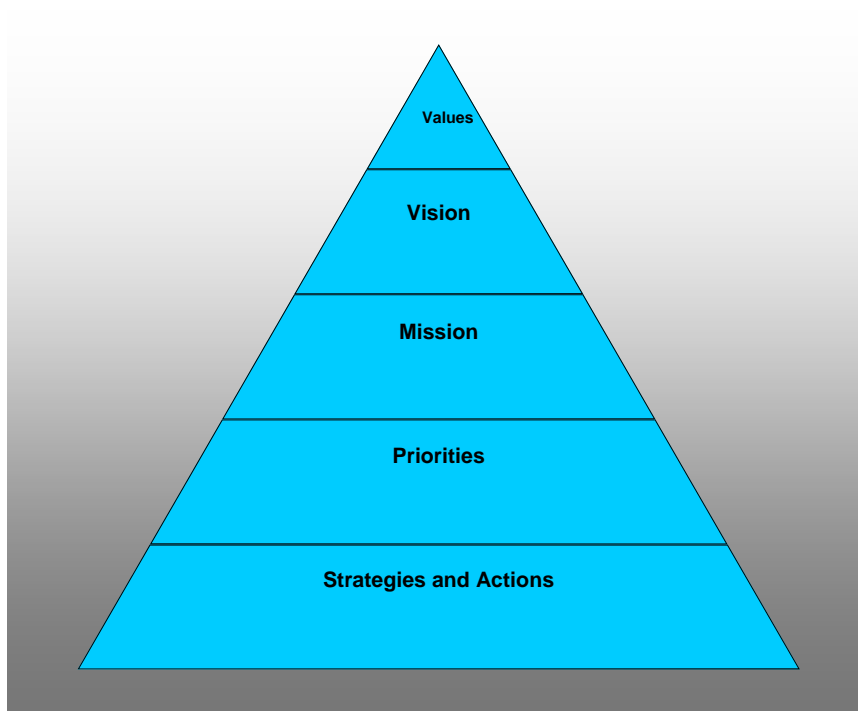 Values
Vision
Mission
Priorities
Strategies and Actions